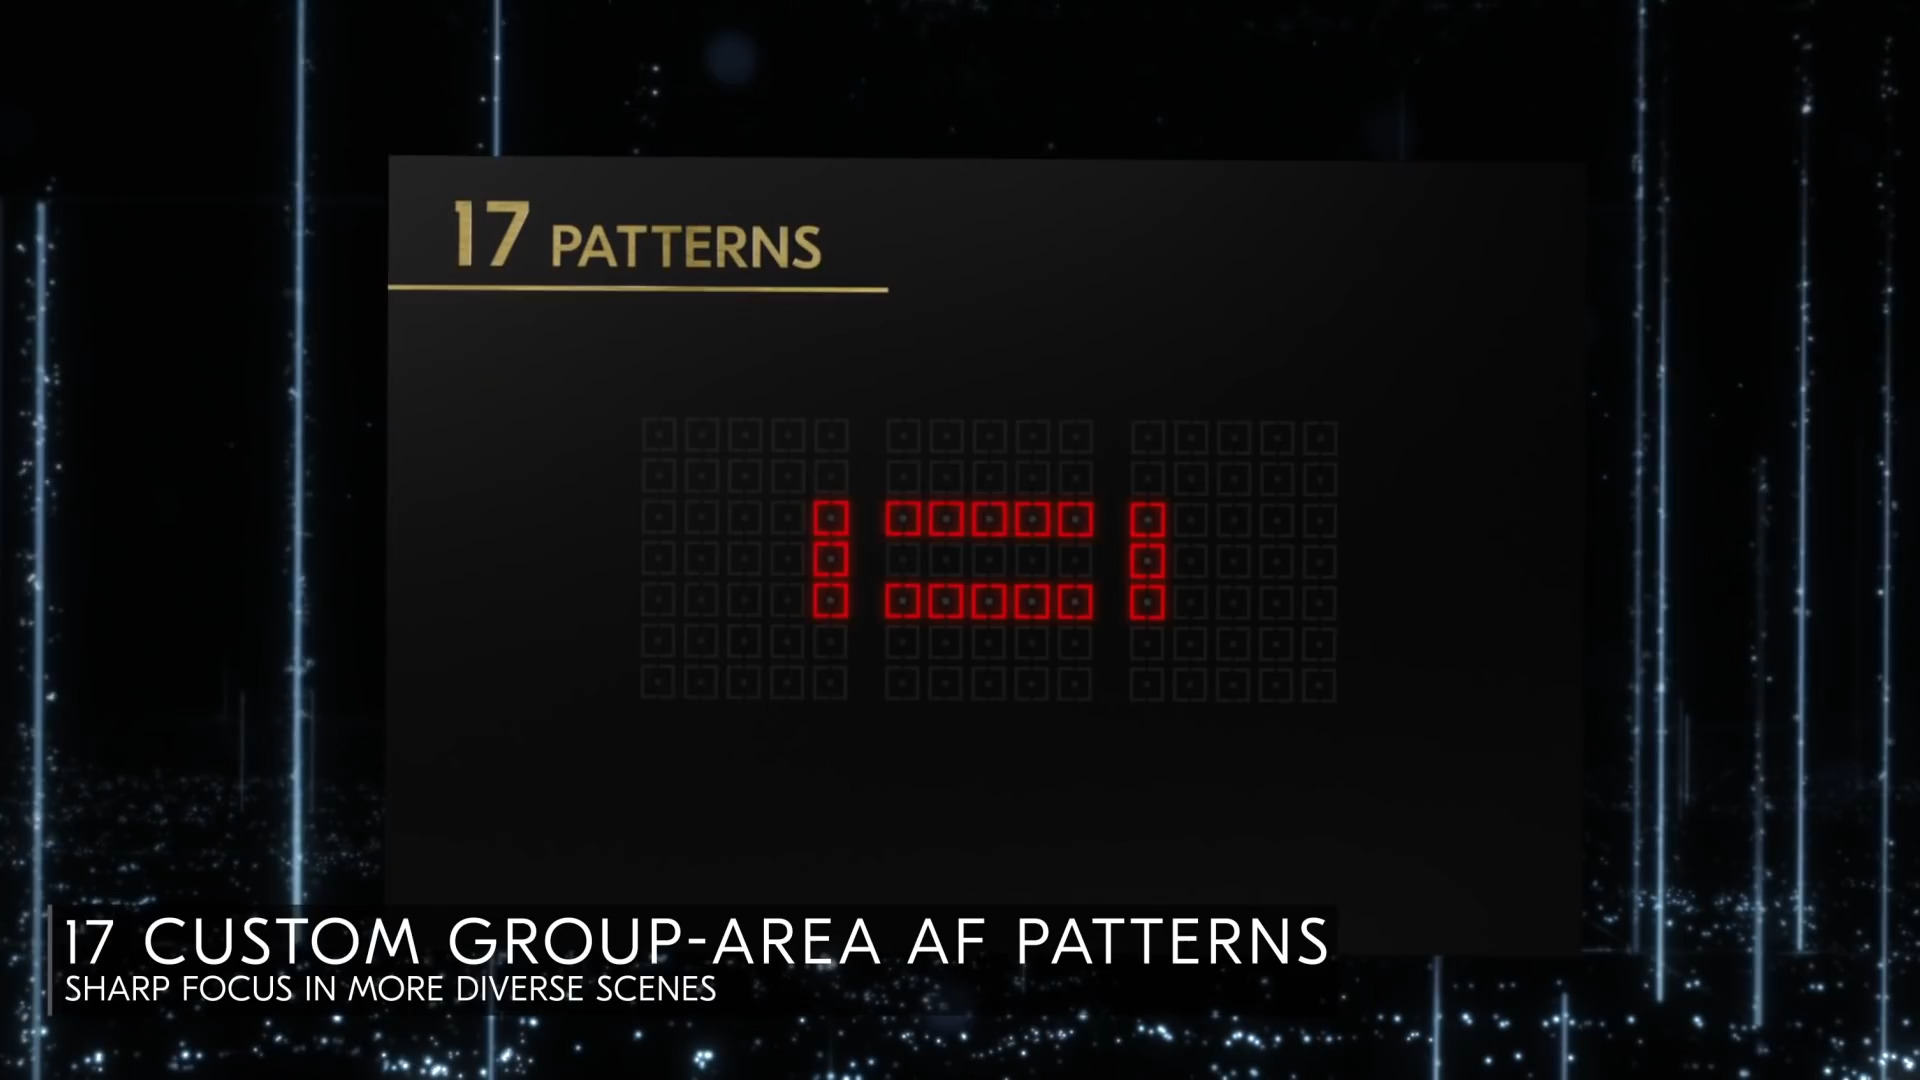 17 PATTERNS
17 CUSTOM GROUP-AREA AF PATTERNS
SHARP FOCUS IN MORE DIVERSE SCENES